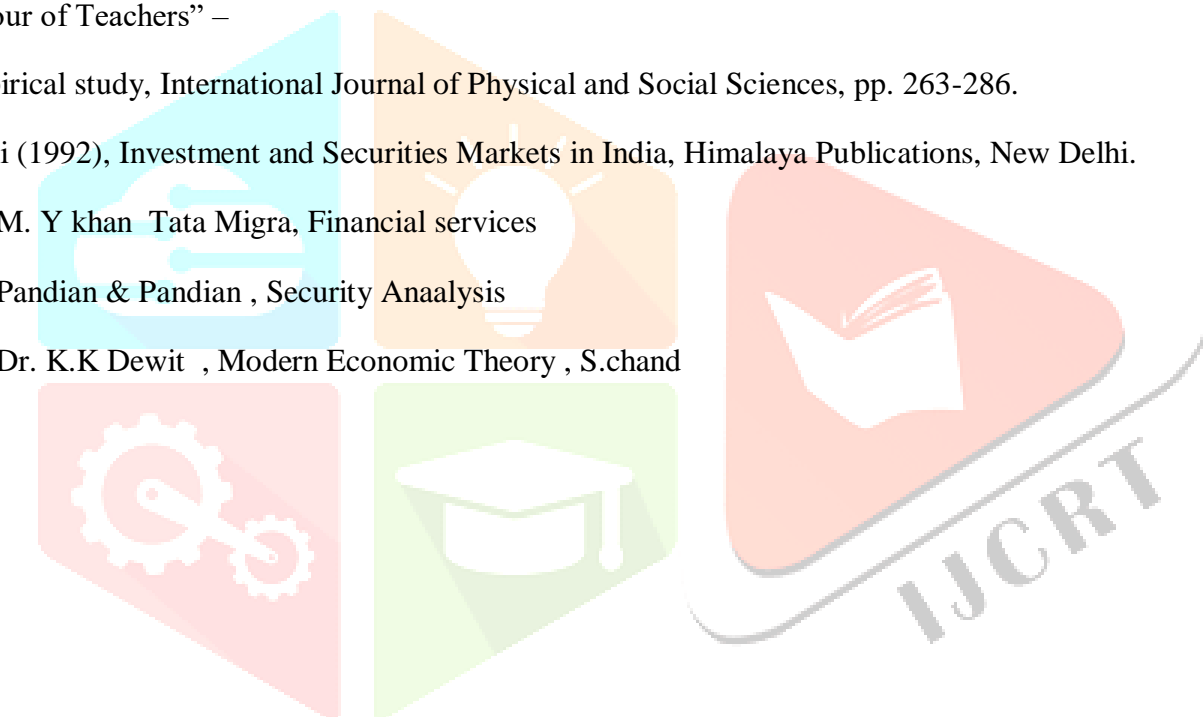 our of Teachers” –
irical study, International Journal of Physical and Social Sciences, pp. 263-286.
i (1992), Investment and Securities Markets in India, Himalaya Publications, New Delhi.
M. Y khan Tata Migra, Financial services
Pandian & Pandian , Security Anaalysis
Dr. K.K Dewit , Modern Economic Theory , S.chand
IJCRT